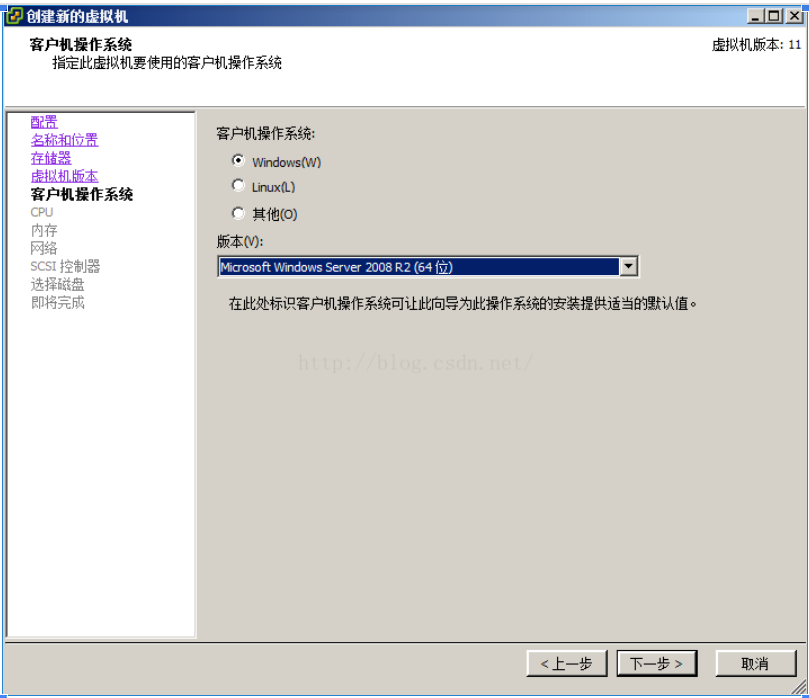 创建新的虚拟机
客户机操作系统
指定此虚拟机要使用的客户机操作系统
虚拟机版本: 11
配置
名称和位置
存储器
虚拟机版本
客户机操作系统
CPU
内存
网络
SCSI 控制器
选择磁盘
即将完成
客户机操作系统:
Windows(W)
Linux(L)
其他(O)
版本(V):
Microsoft Windows Server 2008 R2 (64 位)
在此处标识客户机操作系统可让此向导为此操作系统的安装提供适当的默认值。
http://blog.csdn.net/
< 上一步
下一步 >
取消